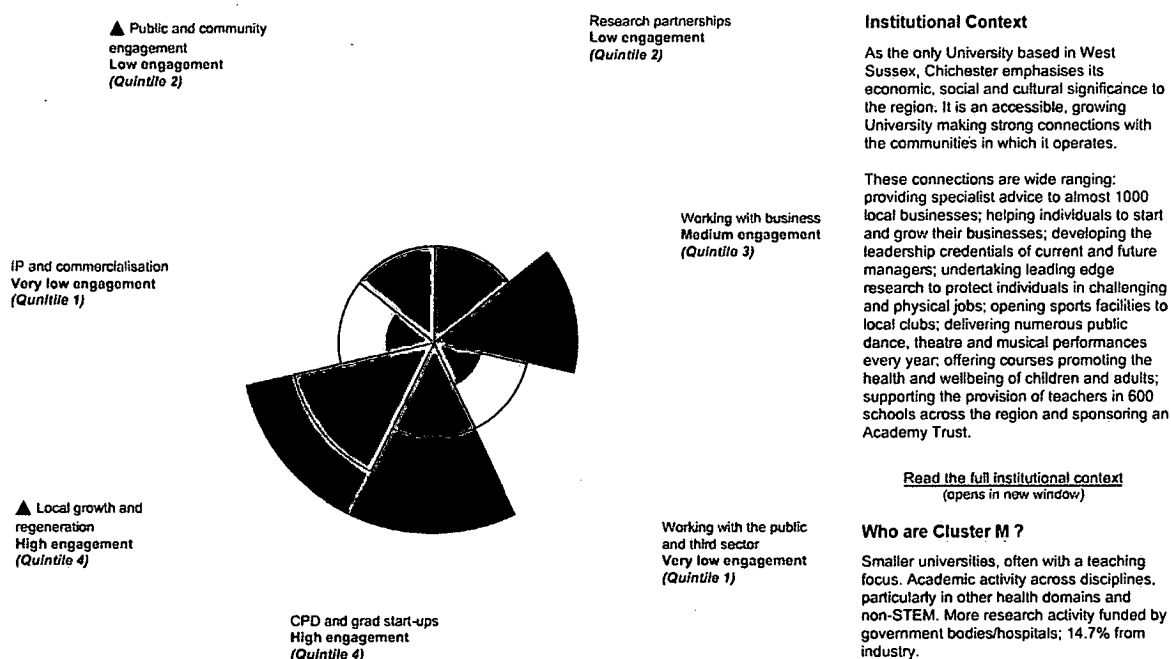 ▲ Public and community
engagement
Low engagement
(Quintile 2)
Research partnerships
Low engagement
(Quintile 2)
Working with business
Medium engagement
(Quintile 3)
IP and commercialisation
Very low engagement
(Qunitile 1)
▲ Local growth and
regeneration
High engagement
(Quintile 4)
Working with the public
and third sector
Very low engagement
(Quintile 1)
CPD and grad start-ups
High engagement
(Quintile 4)
Institutional Context
As the only University based in West
Sussex, Chichester emphasises its
economic, social and cultural significance to
the region. It is an accessible, growing
University making strong connections with
the communities in which it operates.
These connections are wide ranging:
providing specialist advice to almost 1000
local businesses; helping individuals to start
and grow their businesses; developing the
leadership credentials of current and future
managers; undertaking leading edge
research to protect individuals in challenging
and physical jobs; opening sports facilities to
local clubs; delivering numerous public
dance, theatre and musical performances
every year; offering courses promoting the
health and wellbeing of children and adults;
supporting the provision of teachers in 600
schools across the region and sponsoring an
Academy Trust.
Read the full institutional context
(opens in new window)
Who are Cluster M ?
Smaller universities, often with a teaching
focus. Academic activity across disciplines,
particularly in other health domains and
non-STEM. More research activity funded by
government bodies/hospitals; 14.7% from
industry.